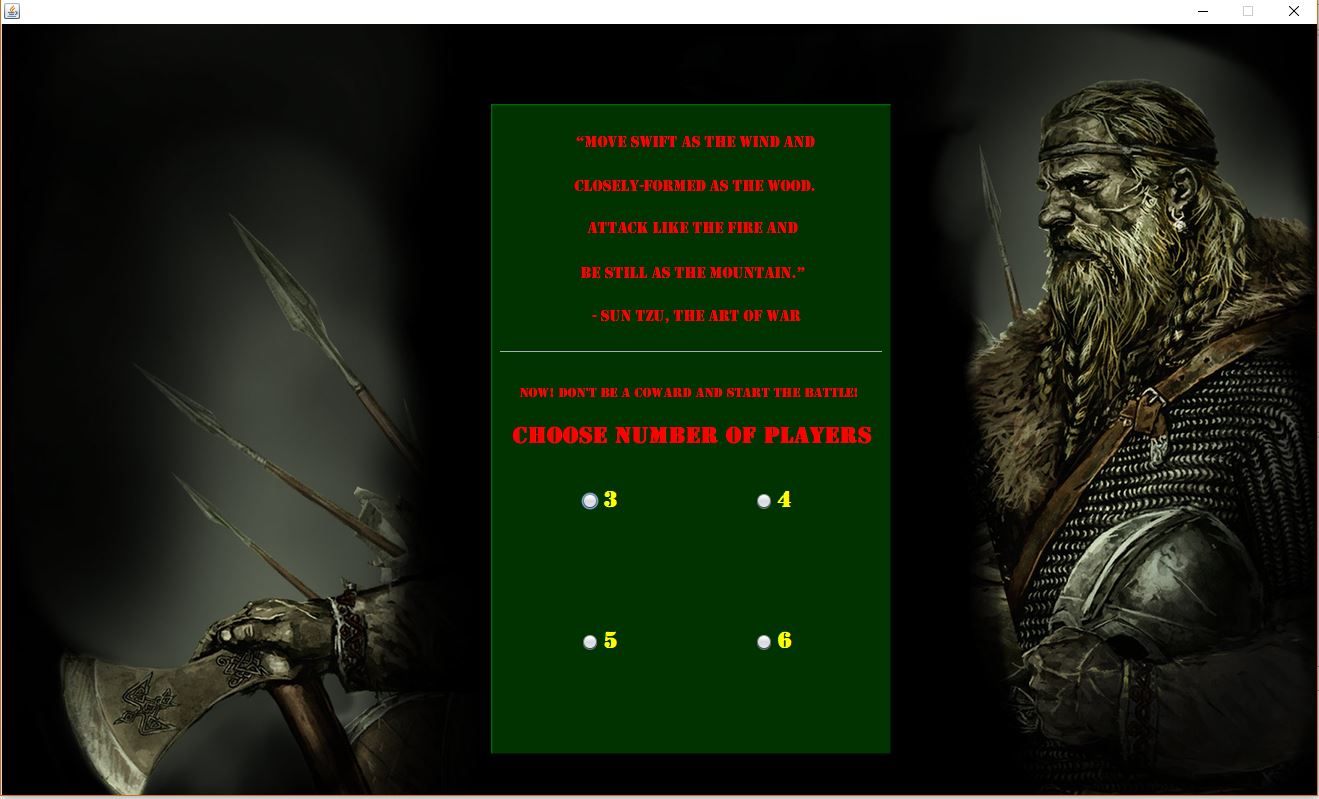 “MOVE SWIFT AS THE WIND AND
CLOSELY-FORMED AS THE WOOD.
ATTACK LIKE THE FIRE AND
BE STILL AS THE MOUNTAIN.”
- SUN TZU, THE ART OF WAR
NOW! DON'T BE A COWARD AND START THE BATTLE!
CHOOSE NUMBER OF PLAYERS
3 4
5 6